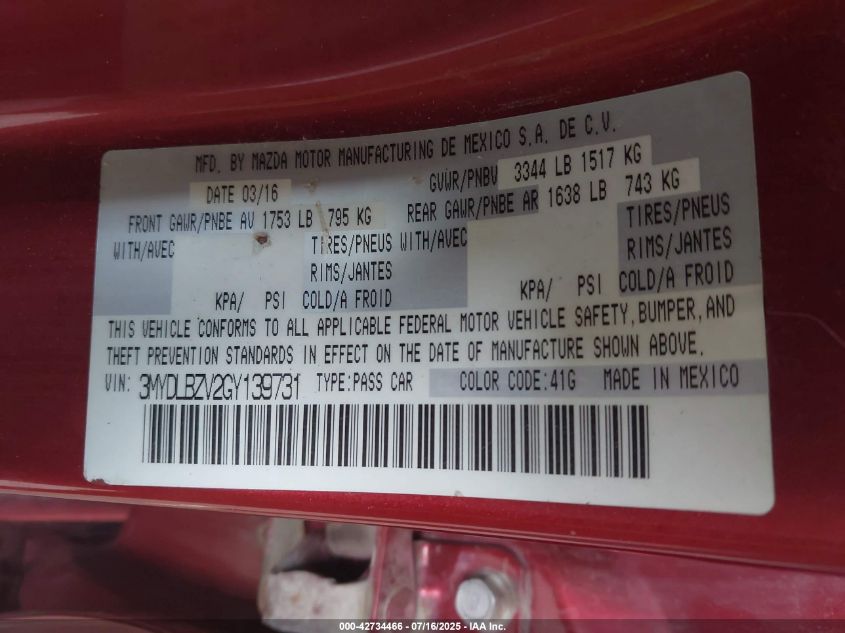 MFD. BY MAZDA MOTOR MANUFACTURING DE MEXICO S.A. DE C.V.
DATE 03/16 GVWR/PNBV 3344 LB 1517 KG
FRONT GAWR/PNBE AV 1753 LB 795 KG REAR GAWR/PNBE AR 1638 LB 743 KG
WITH/AVEC TIRES/PNEUS WITH/AVEC TIRES/PNEUS
RIMS/JANTES RIMS/JANTES
KPA/ PSI COLD/A FROID KPA/ PSI COLD/A FROID
THIS VEHICLE CONFORMS TO ALL APPLICABLE FEDERAL MOTOR VEHICLE SAFETY, BUMPER, AND
THEFT PREVENTION STANDARDS IN EFFECT ON THE DATE OF MANUFACTURE SHOWN ABOVE.
VIN: 3MYDLBZV2GY139731 TYPE:PASS CAR COLOR CODE:41G MADE IN MEXICO
000-42734466 - 07/16/2025 - IAA Inc.